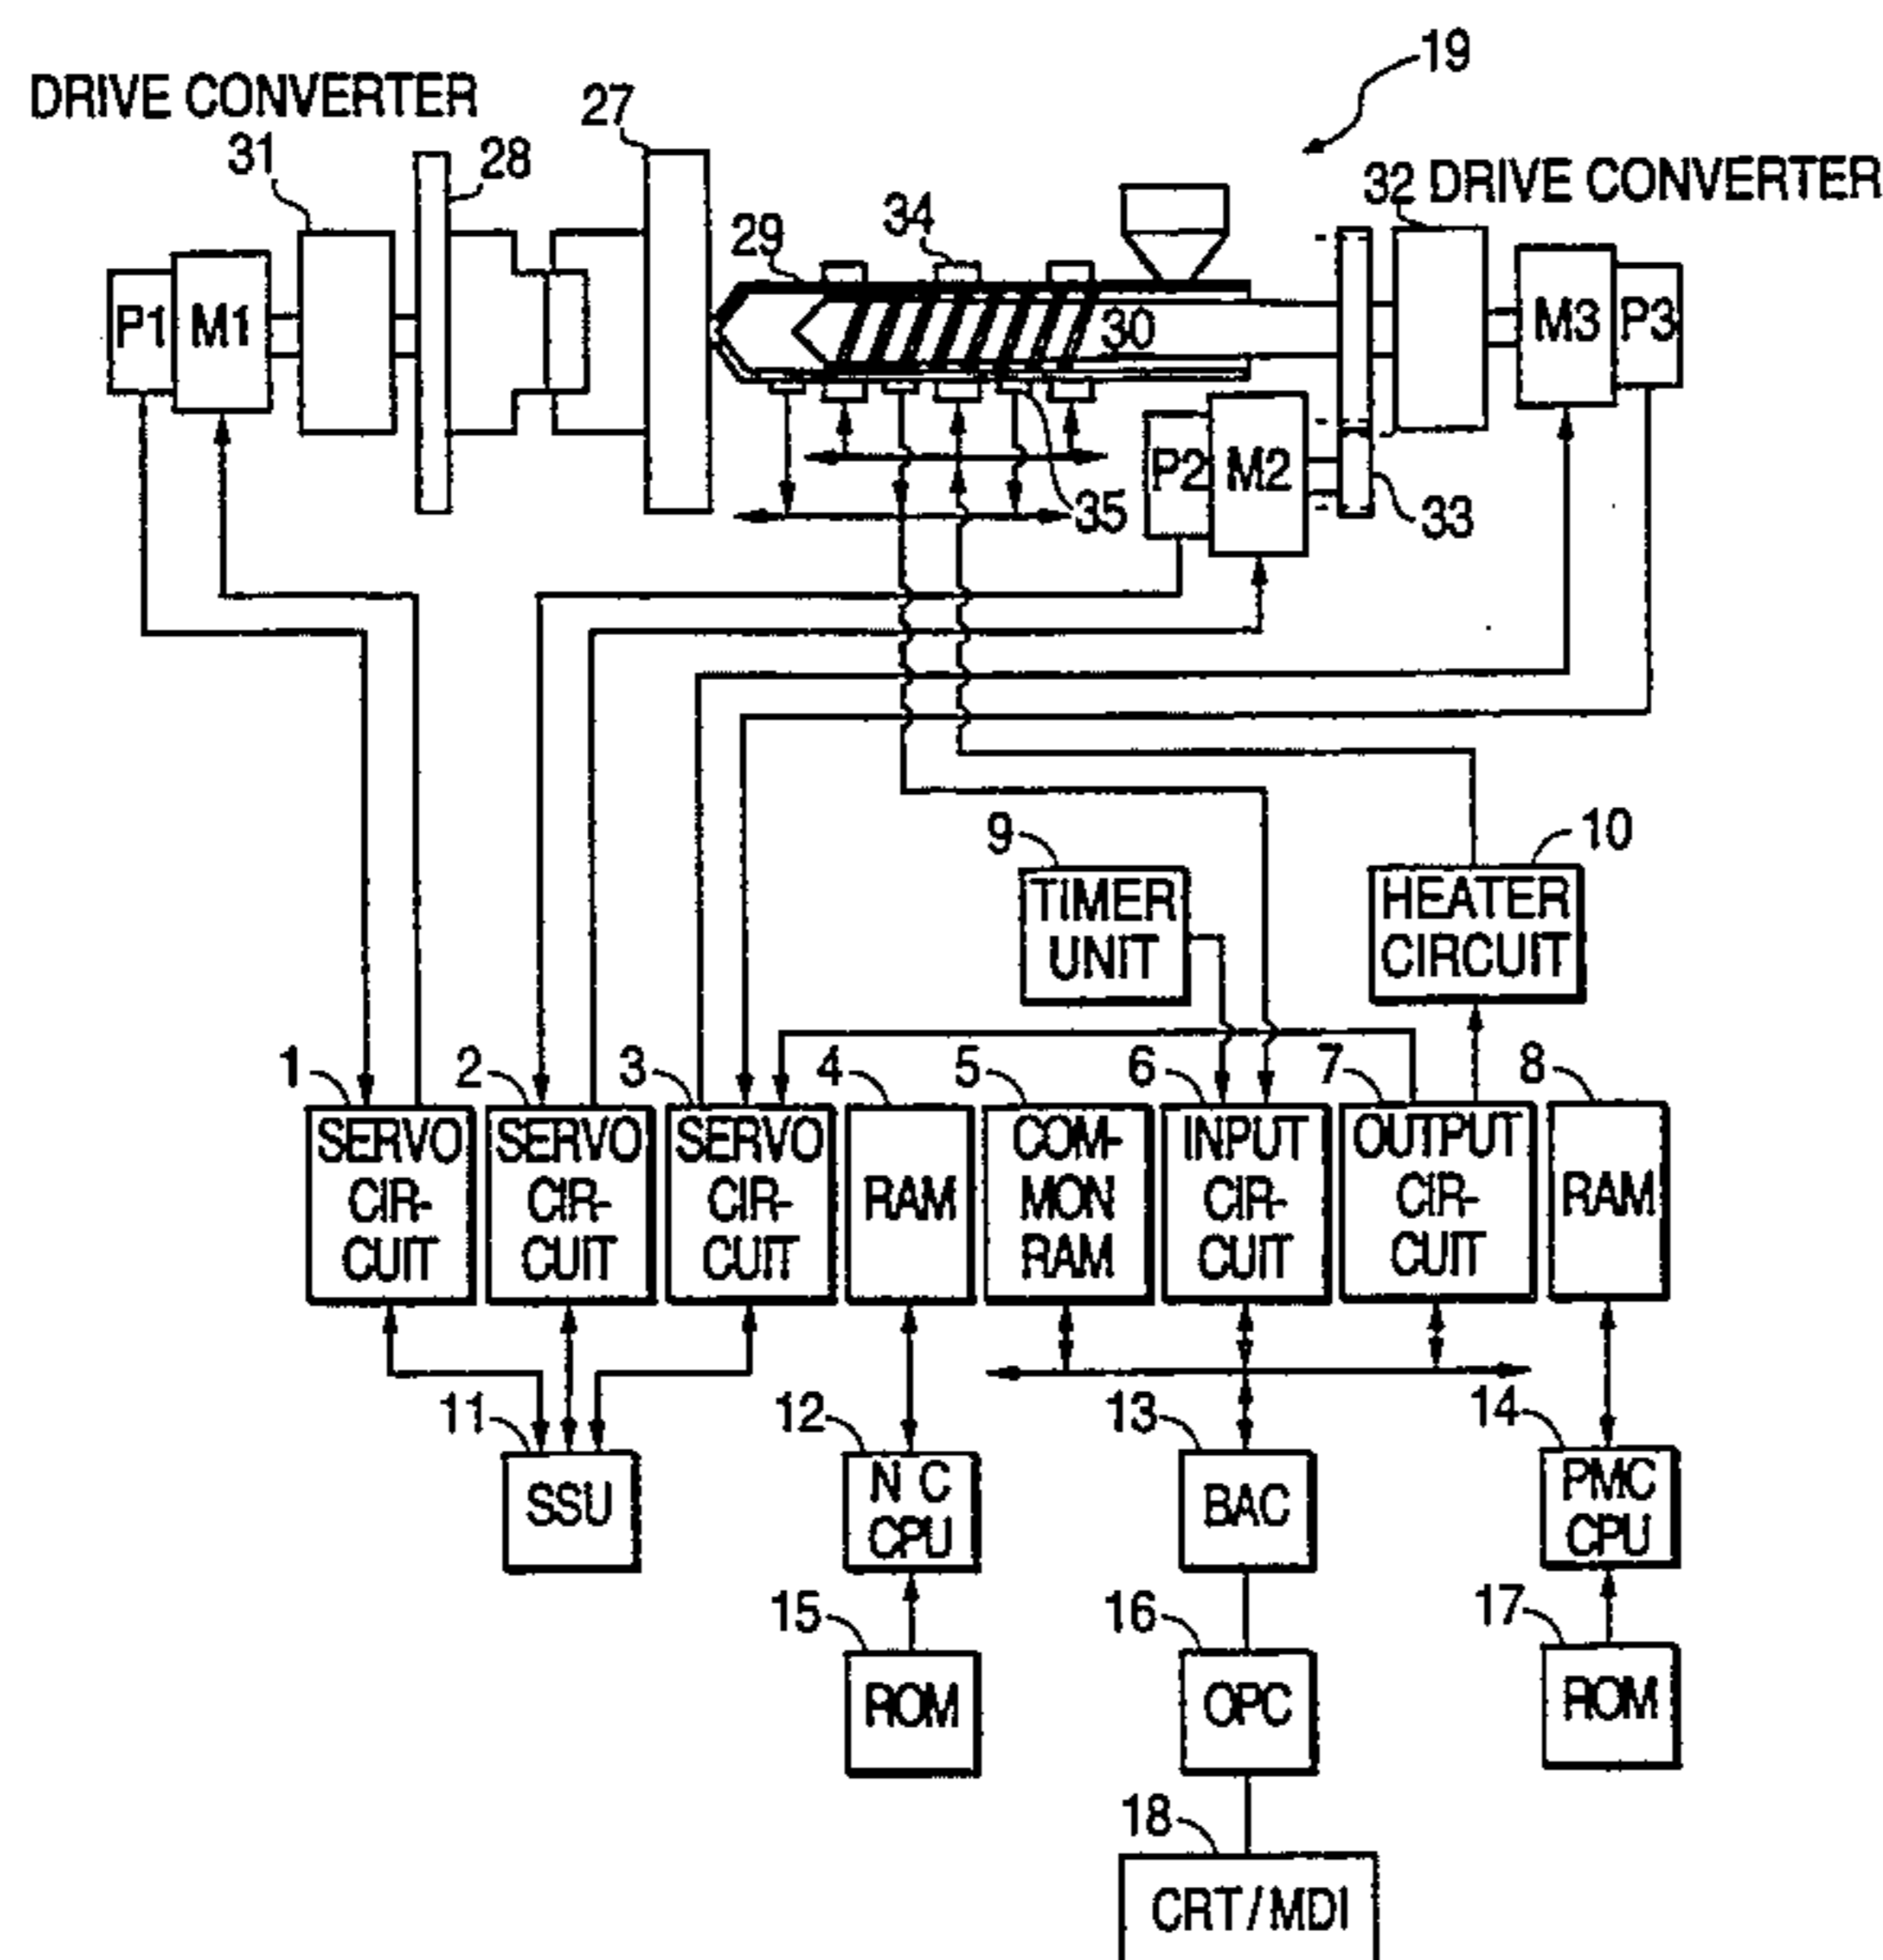 19
DRIVE CONVERTER
27
31
28
32 DRIVE CONVERTER
34
29
P1
M1
30
M3
P3
P2
M2
35
33
9
10
TIMER
UNIT
HEATER
CIRCUIT
1
2
3
4
5
6
7
8
SERVO
CIR-
CUIT
SERVO
CIR-
CUIT
SERVO
CIR-
CUIT
RAM
COM-
MON
RAM
INPUT
CIR-
CUIT
OUTPUT
CIR-
CUIT
RAM
11
12
13
14
SSU
N C
CPU
BAC
PMC
CPU
15
16
17
ROM
OPC
ROM
18
CRT/MDI